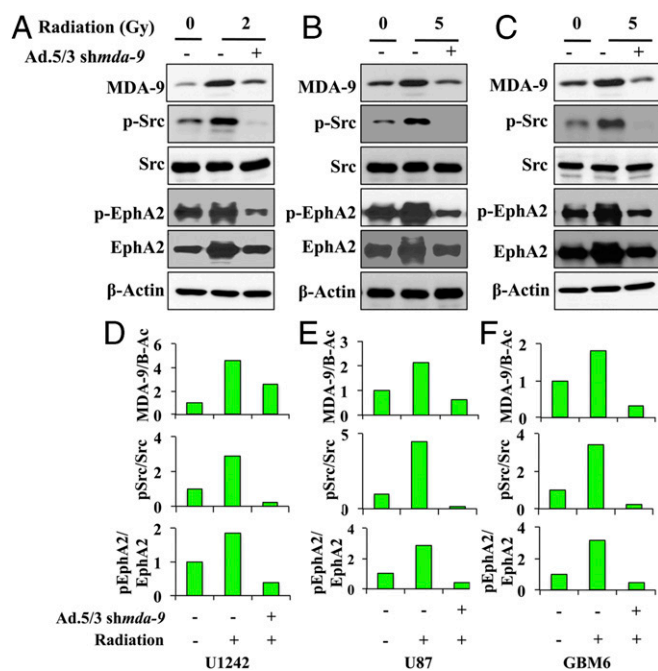 A B C
Radiation (Gy) 0 2 0 5 0 5
Ad.5/3 shmda-9 - - + - - + - - +
MDA-9 MDA-9 MDA-9
p-Src p-Src p-Src
Src Src Src
p-EphA2 p-EphA2 p-EphA2
EphA2 EphA2 EphA2
β-Actin β-Actin β-Actin
D E F
MDA-9/B-Ac 6 4 2 0 MDA-9/B-Ac 3 2 1 0 MDA-9/B-Ac 2 1 0
pSrc/Src 4 2 0 pSrc/Src 5 0 pSrc/Src 4 2 0
pEphA2/ 2 1 0 pEphA2/ 4 2 0 pEphA2/ 4 2 0
EphA2 EphA2 EphA2
Ad.5/3 shmda-9 - - + - - + - - +
Radiation - + + - + + - + +
U1242 U87 GBM6